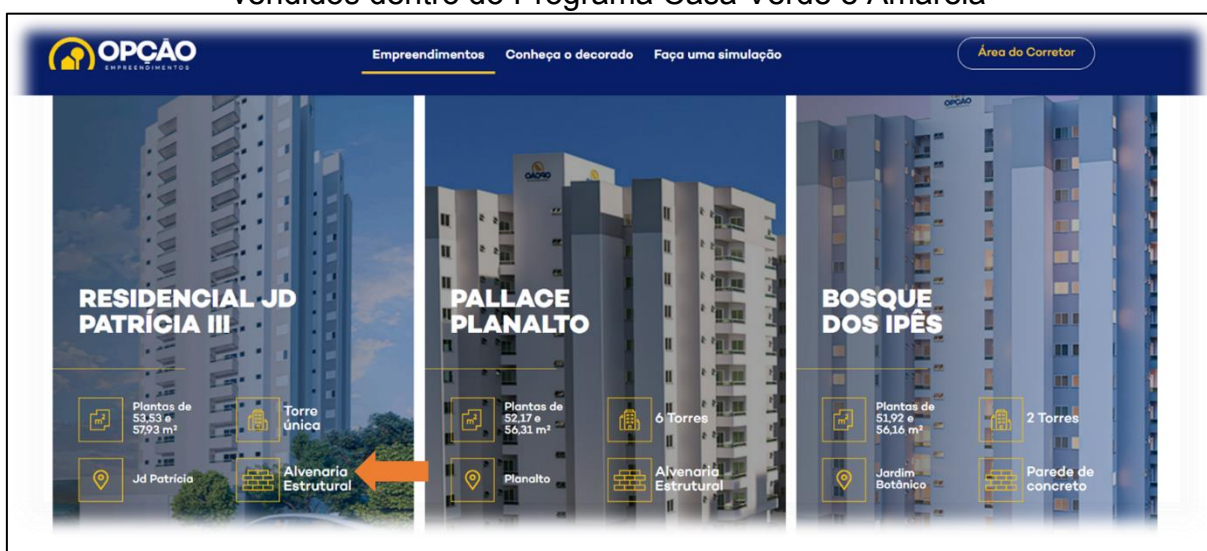 vendidos dentro do Programa Casa Verde e Amarela
OPÇÃO
EMPREENDIMENTOS
Empreendimentos
Conheça o decorado
Faça uma simulação
Área do Corretor
RESIDENCIAL JD
PATRÍCIA III
Plantas de
53,53 e
57,93 m²
Torre
única
Jd Patrícia
Alvenaria
Estrutural
OPÇÃO
PALLACE
PLANALTO
Plantas de
52,17 e
56,31 m²
6 Torres
Planalto
Alvenaria
Estrutural
OPÇÃO
BOSQUE
DOS IPÊS
Plantas de
51,92 e
56,16 m²
2 Torres
Jardim
Botânico
Parede de
concreto